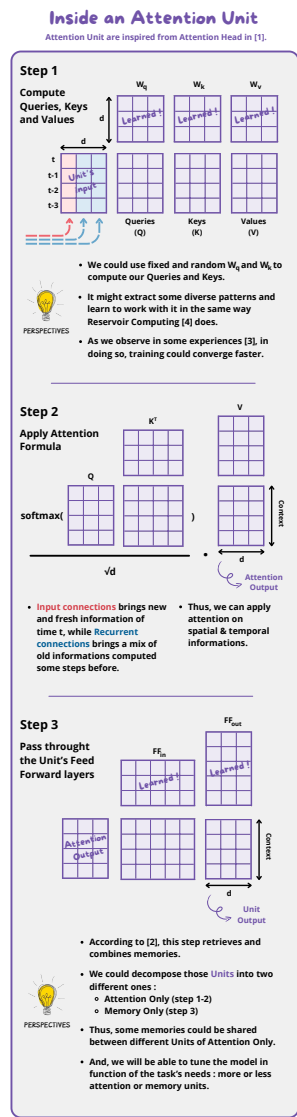 Inside an Attention Unit
Attention Unit are inspired from Attention Head in [1].
Step 1
Compute
Queries, Keys
and Values
Wq
Wk
Wv
d
Learned !
Learned !
Learned !
d
t
t-1
t-2
t-3
Unit's
Input
Queries
(Q)
Keys
(K)
Values
(V)
• We could use fixed and random Wq and Wk to
compute our Queries and Keys.
• It might extract some diverse patterns and
learn to work with it in the same way
Reservoir Computing [4] does.
• As we observe in some experiences [3], in
doing so, training could converge faster.
PERSPECTIVES
Step 2
Apply Attention
Formula
KT
V
Q
softmax(
)
√d
•
Context
d
Attention
Output
• Input connections brings new
and fresh information of
time t, while Recurrent
connections brings a mix of
old informations computed
some steps before.
• Thus, we can apply
attention on
spatial & temporal
informations.
Step 3
Pass throught
the Unit's Feed
Forward layers
FFin
FFout
Learned !
Learned !
Attention
Output
Context
d
Unit
Output
• According to [2], this step retrieves and
combines memories.
• We could decompose those Units into two
different ones :
Attention Only (step 1-2)
Memory Only (step 3)
• Thus, some memories could be shared
between different Units of Attention Only.
• And, we will be able to tune the model in
function of the task's needs : more or less
attention or memory units.
PERSPECTIVES